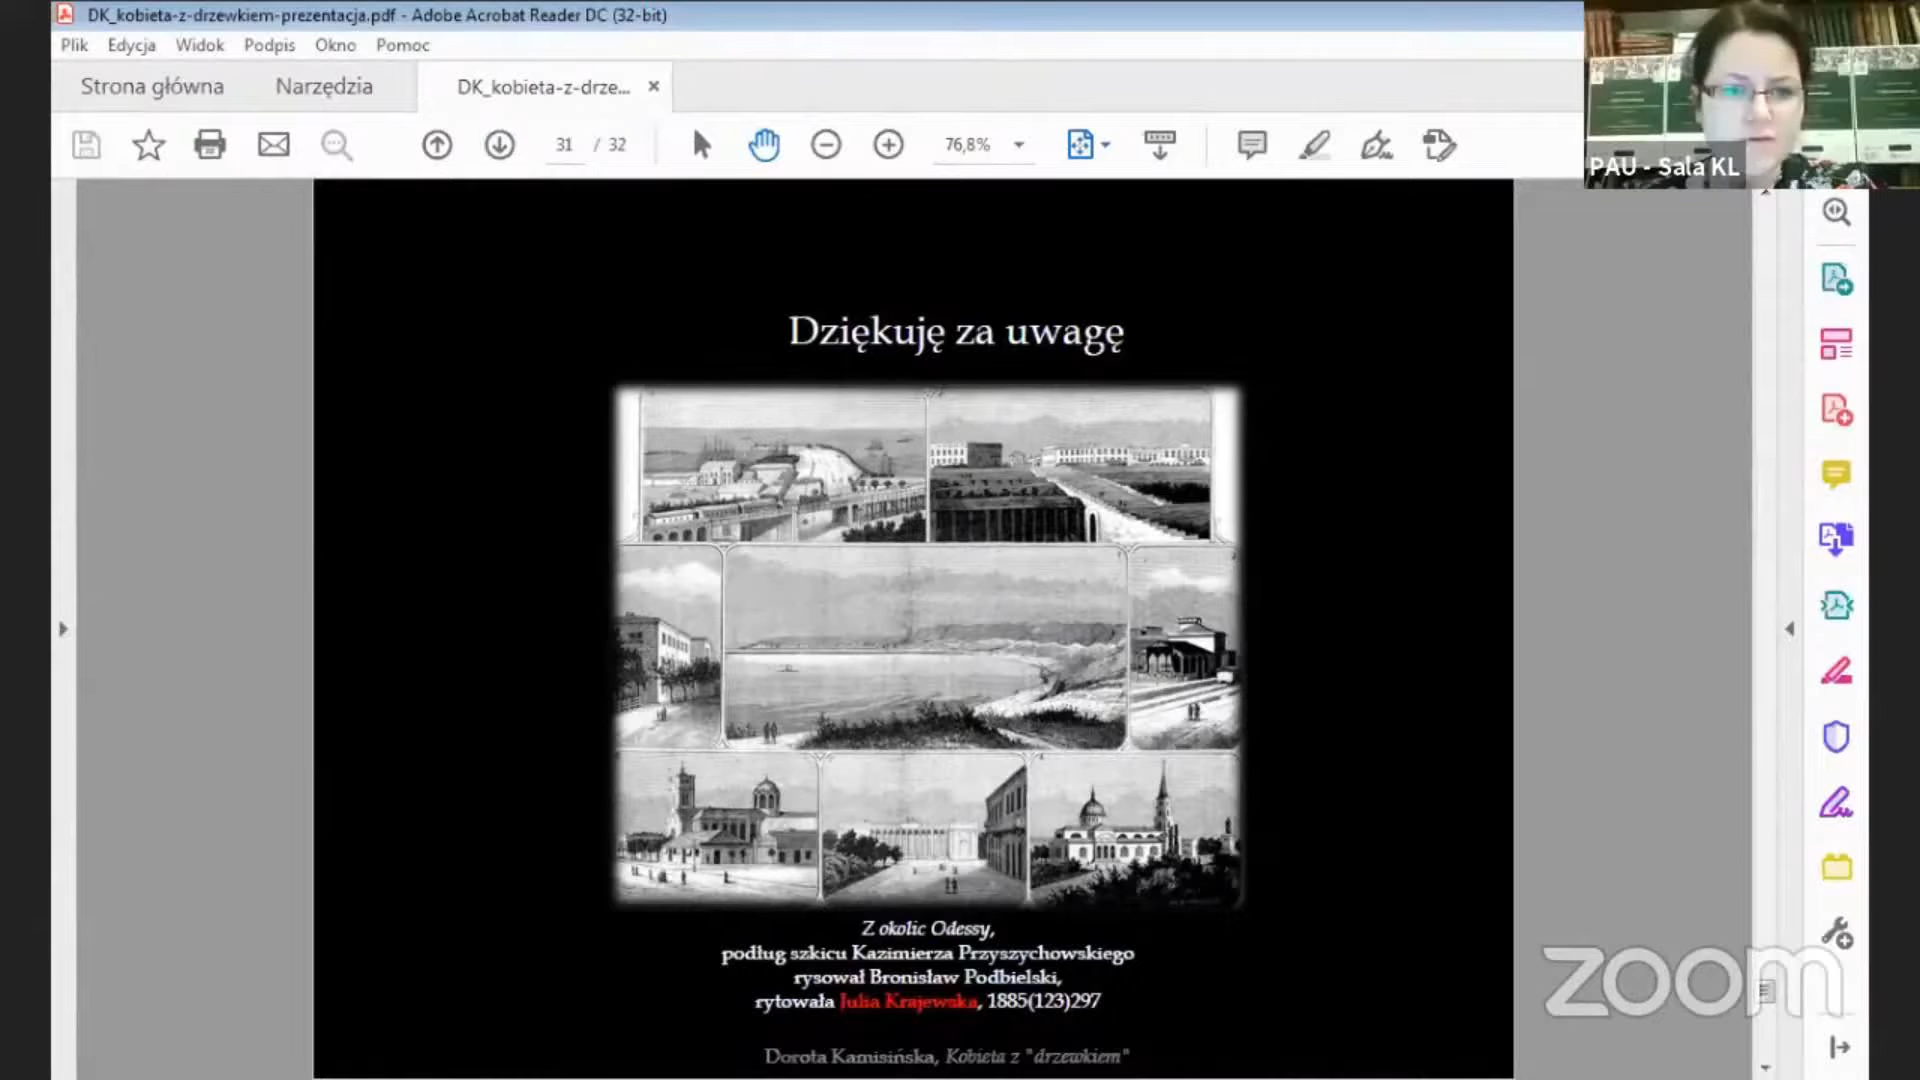 DK_kobieta-z-drzewkiem-prezentacja.pdf - Adobe Acrobat Reader DC (32-bit)
Plik Edycja Widok Podpis Okno Pomoc
Strona główna Narzędzia DK_kobieta-z-drze...
31 / 32 76,8%
PAU - Sala KL
Dziękuję za uwagę
Z okolic Odessy,
podług szkicu Kazimierza Przyszychowskiego
rysował Bronisław Podbielski,
rytowała Julia Krajewska, 1885(123)297
Dorota Kamisińska, Kobieta z "drzewkiem"
zoom